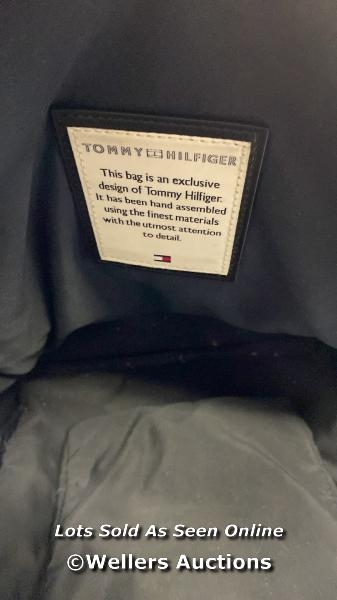 TOMMY HILFIGER
This bag is an exclusive
design of Tommy Hilfiger.
It has been hand assembled
using the finest materials
with the utmost attention
to detail.
Lots Sold As Seen Online
©Wellers Auctions